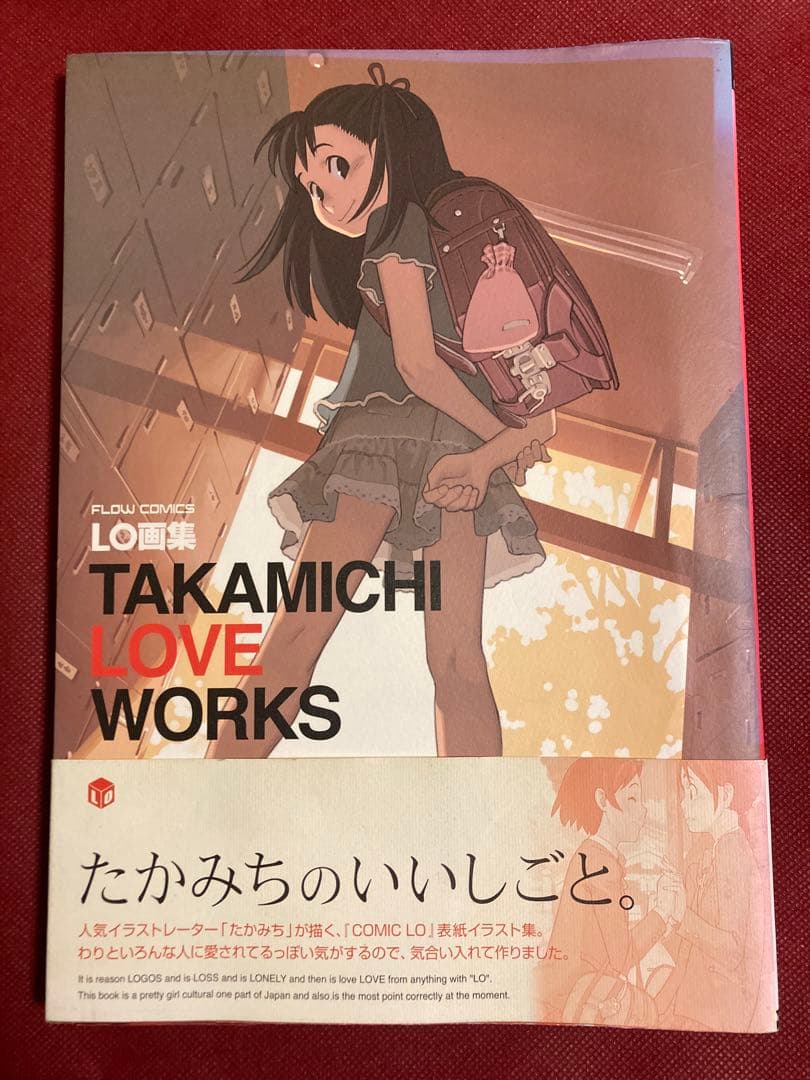 FLOW COMICS
LO画集
TAKAMICHI
LOVE
WORKS
LO
たかみちのいいしごと。
人気イラストレーター「たかみち」が描く、『COMIC LO』表紙イラスト集。
わりといろんな人に愛されてるっぽい気がするので、気合い入れて作りました。
It is reason LOGOS and is LOSS and is LONELY and then is love LOVE from anything with "LO".
This book is a pretty girl cultural one part of Japan and also.is the most point correctly at the moment.